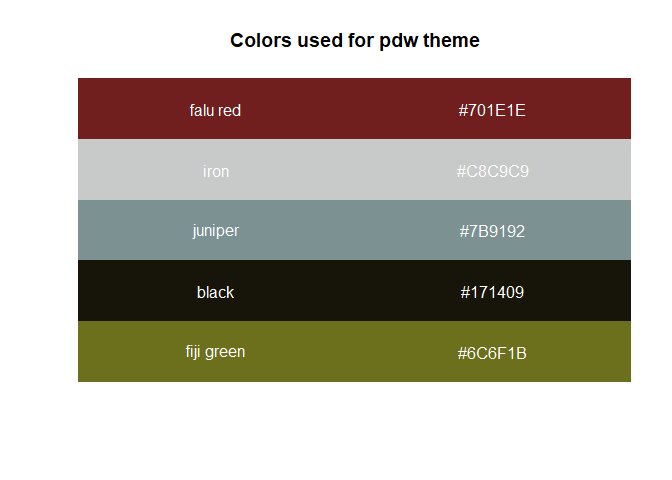 Colors used for pdw theme
falu red #701E1E
iron #C8C9C9
juniper #7B9192
black #171409
fiji green #6C6F1B